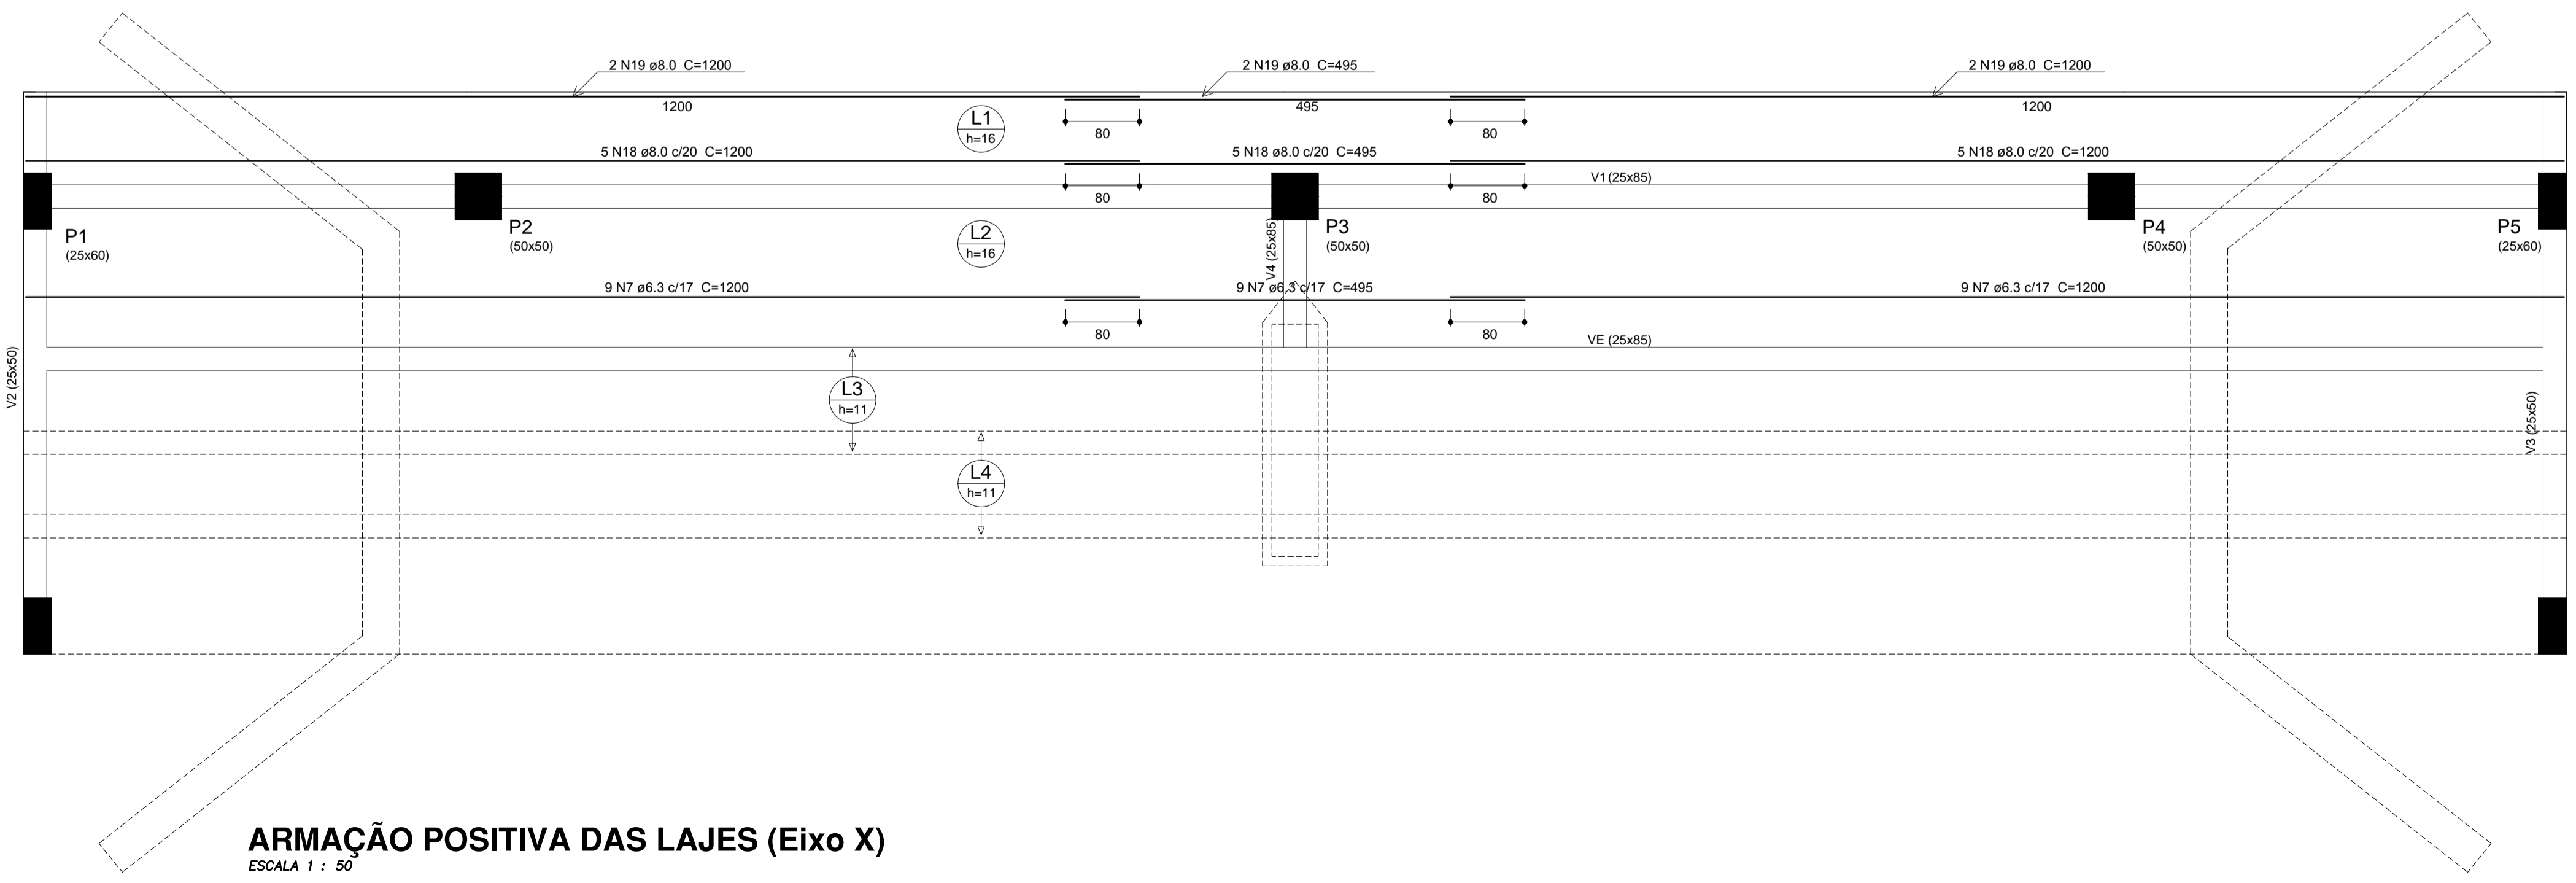 2 N19 ø8.0 C=1200
2 N19 ø8.0 C=495
2 N19 ø8.0 C=1200
1200
495
1200
L1
h=16
80
80
5 N18 ø8.0 c/20 C=1200
5 N18 ø8.0 c/20 C=495
5 N18 ø8.0 c/20 C=1200
80
80
V1 (25x85)
P1
(25x60)
P2
(50x50)
L2
h=16
V4 (25x85)
P3
(50x50)
P4
(50x50)
P5
(25x60)
9 N7 ø6.3 c/17 C=1200
9 N7 ø6.3 c/17 C=495
9 N7 ø6.3 c/17 C=1200
80
80
VE (25x85)
V2 (25x50)
L3
h=11
V3 (25x50)
L4
h=11
ARMAÇÃO POSITIVA DAS LAJES (Eixo X)
ESCALA 1 : 50